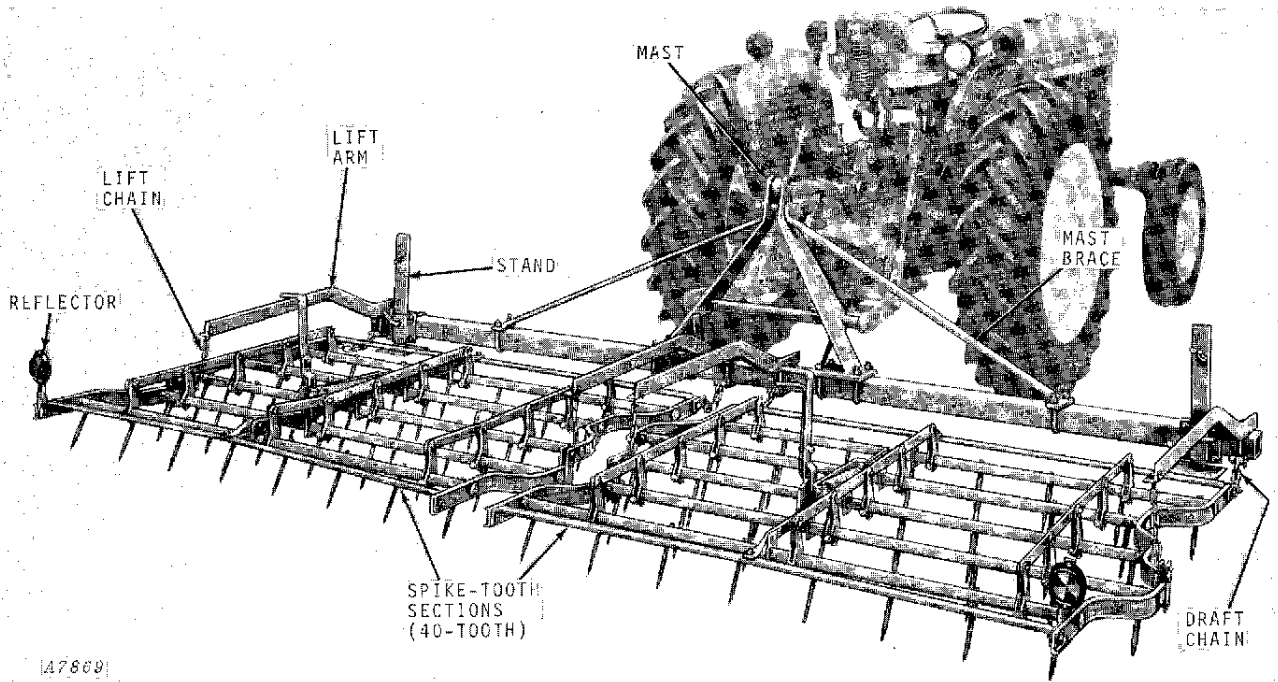 MAST
LIFT
ARM
LIFT
CHAIN
STAND
MAST
BRACE
REFLECTOR
SPIKE-TOOTH
SECTIONS
(40-TOOTH)
DRAFT
CHAIN
A7869